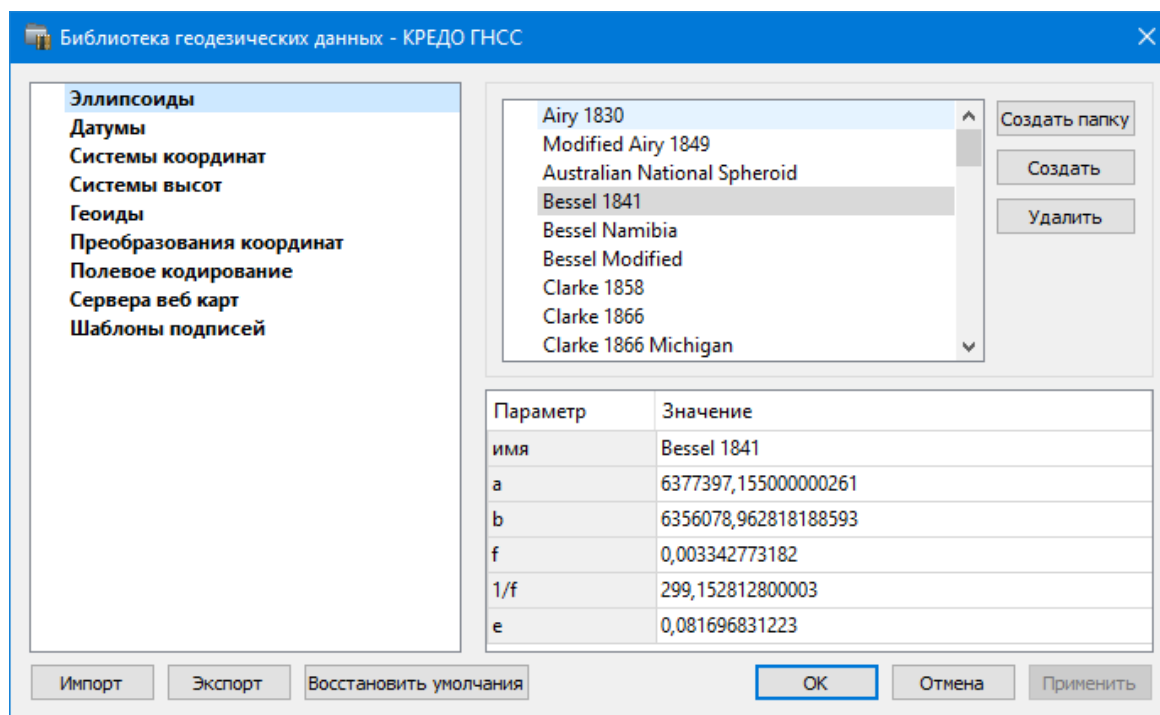 Библиотека геодезических данных - КРЕДО ГНСС
Эллипсоиды
Датумы
Системы координат
Системы высот
Геоиды
Преобразования координат
Полевое кодирование
Сервера веб карт
Шаблоны подписей
Airy 1830
Modified Airy 1849
Australian National Spheroid
Bessel 1841
Bessel Namibia
Bessel Modified
Clarke 1858
Clarke 1866
Clarke 1866 Michigan
Создать папку
Создать
Удалить
Параметр Значение
имя Bessel 1841
a 6377397,155000000261
b 6356078,962818188593
f 0,003342773182
1/f 299,152812800003
e 0,081696831223
Импорт Экспорт Восстановить умолчания OK Отмена Применить